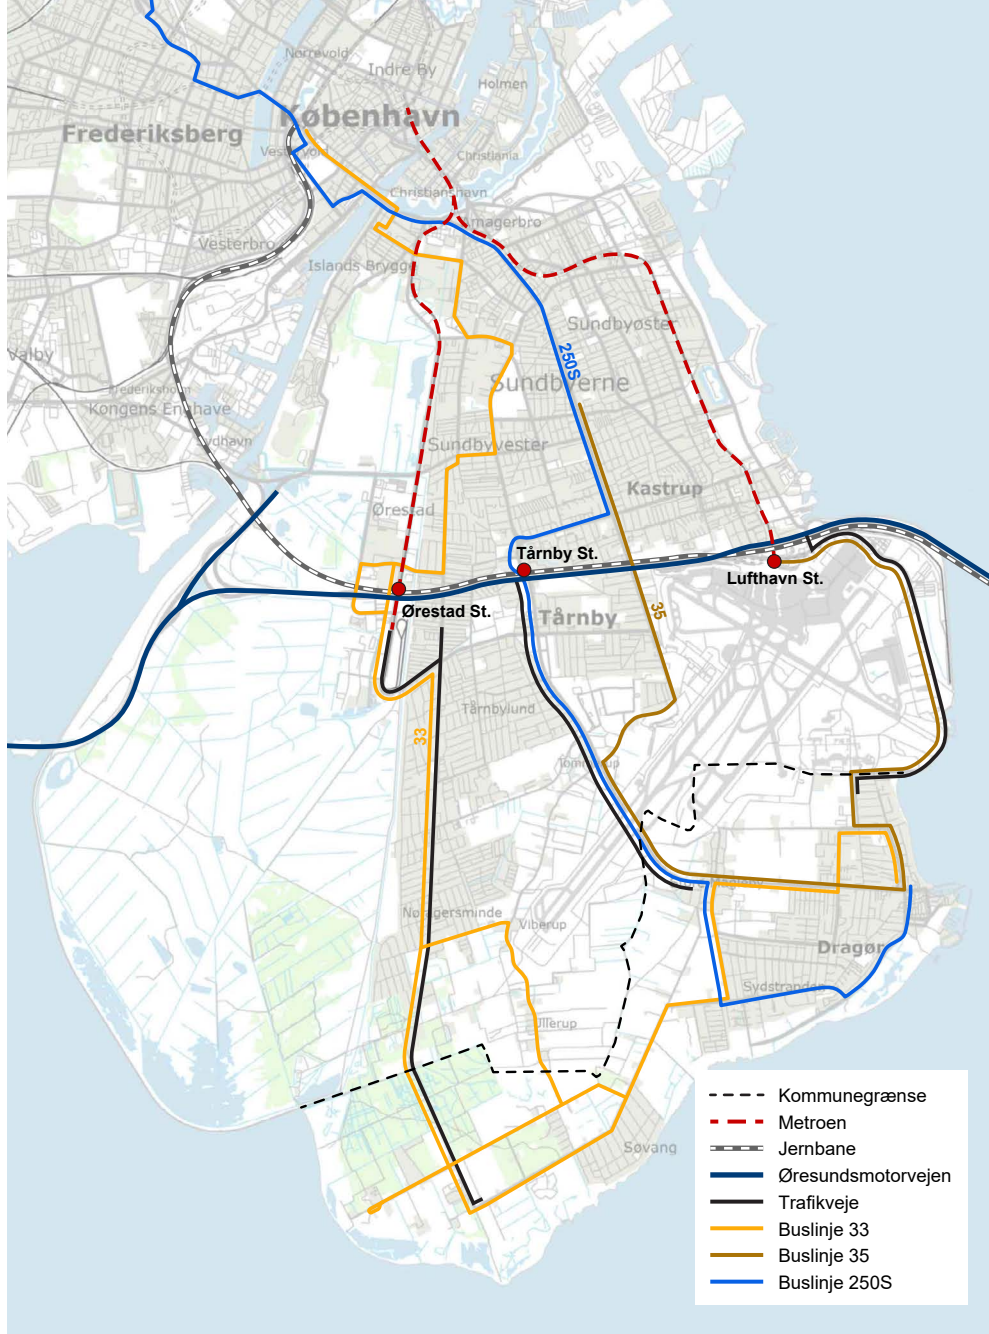 Nørrevold
Indre By
Holmen
København
Frederiksberg
Christiania
Christianshavn
Amagerbro
Vesterbro
Islands Brygge
Sundbyøster
Valby
250S
Sundbyerne
Frederiksholm
Kongens Enghave
Sydhavn
Sundbyvester
Kastrup
Ørestad
Tårnby St.
Lufthavn St.
Ørestad St.
Tårnby
35
Tårnbylund
33
Viberup
Dragør
Sydstranden
Ullerup
Søvang
Kommunegrænse
Metroen
Jernbane
Øresundsmotorvejen
Trafikveje
Buslinje 33
Buslinje 35
Buslinje 250S